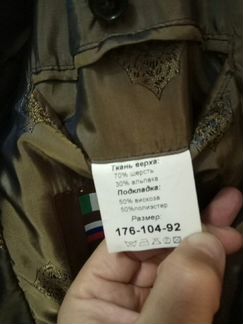 Ткань верха:
70% шерсть
30% альпака
Подкладка:
50% вискоза
50%полиэстер
Размер:
176-104-92